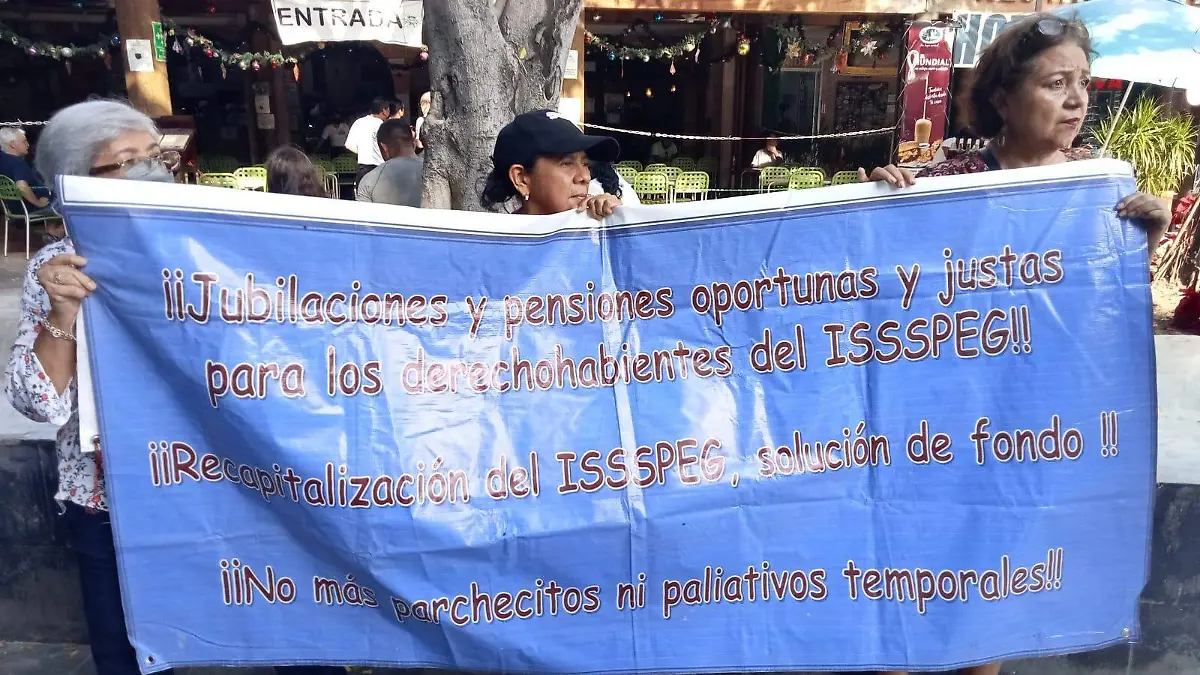 ENTRADA
MUNDIAL
¡¡Jubilaciones y pensiones oportunas y justas
para los derechohabientes del ISSSPEG!!
¡¡Recapitalización del ISSSPEG, solución de fondo !!
¡¡No más parchecitos ni paliativos temporales!!